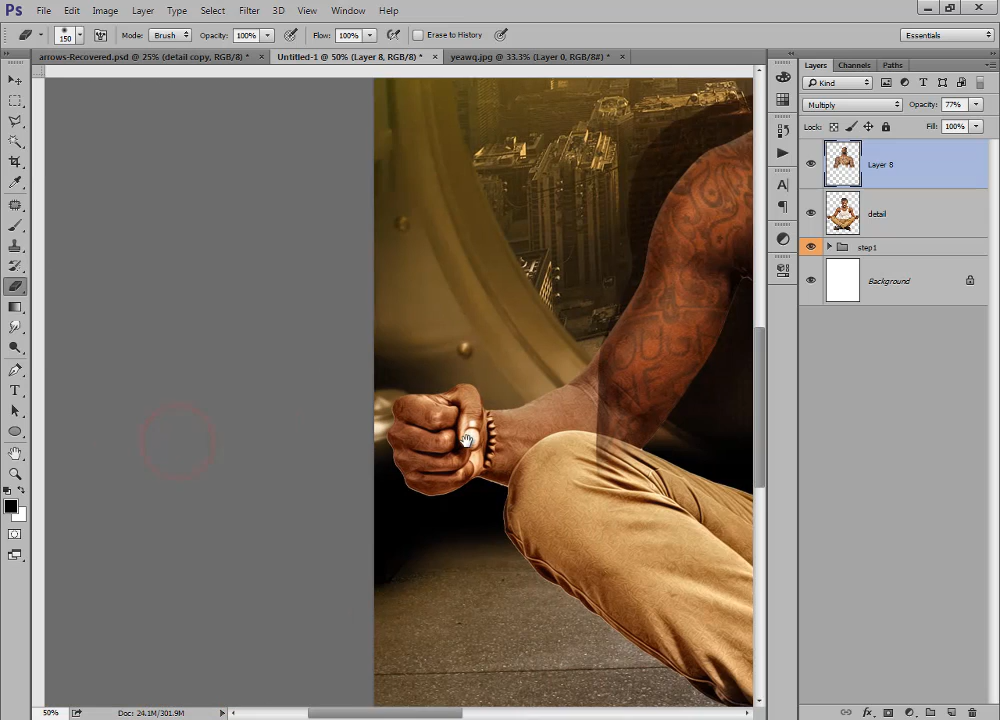 Ps File Edit Image Layer Type Select Filter 3D View Window Help
150 Mode: Brush Opacity: 100% Flow: 100% Erase to History Essentials
arrows-Recovered.psd @ 25% (detail copy, RGB/8) * × Untitled-1 @ 50% (Layer 8, RGB/8) * × yeawq.jpg @ 33.3% (Layer 0, RGB/8#) * ×
Layers Channels Paths
Kind
Multiply Opacity: 77%
Lock: Fill: 100%
Layer 8
detail
step1
Background
50% Doc: 24.1M/301.9M